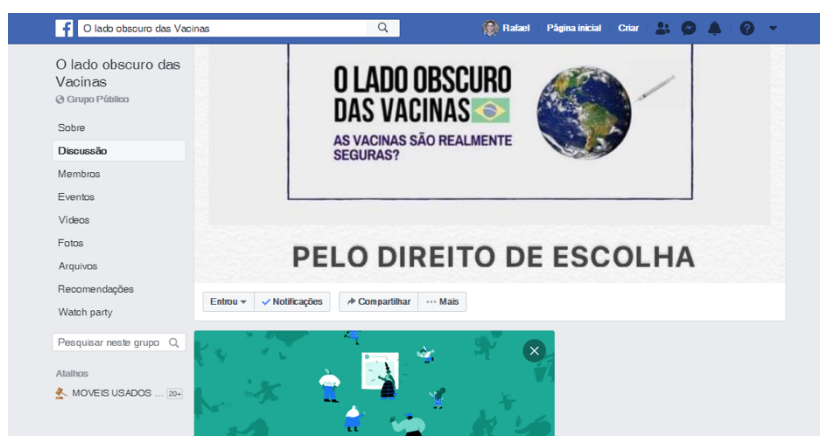 O lado obscuro das Vacinas
Rafael
Página inicial
Criar
O lado obscuro das
Vacinas
Grupo Público
Sobre
Discussão
Membros
Eventos
Vídeos
Fotos
Arquivos
Recomendações
Watch party
Pesquisar neste grupo
Atalhos
MOVEIS USADOS ... 20+
O LADO OBSCURO
DAS VACINAS
AS VACINAS SÃO REALMENTE
SEGURAS?
PELO DIREITO DE ESCOLHA
Entrou
Notificações
Compartilhar
Mais